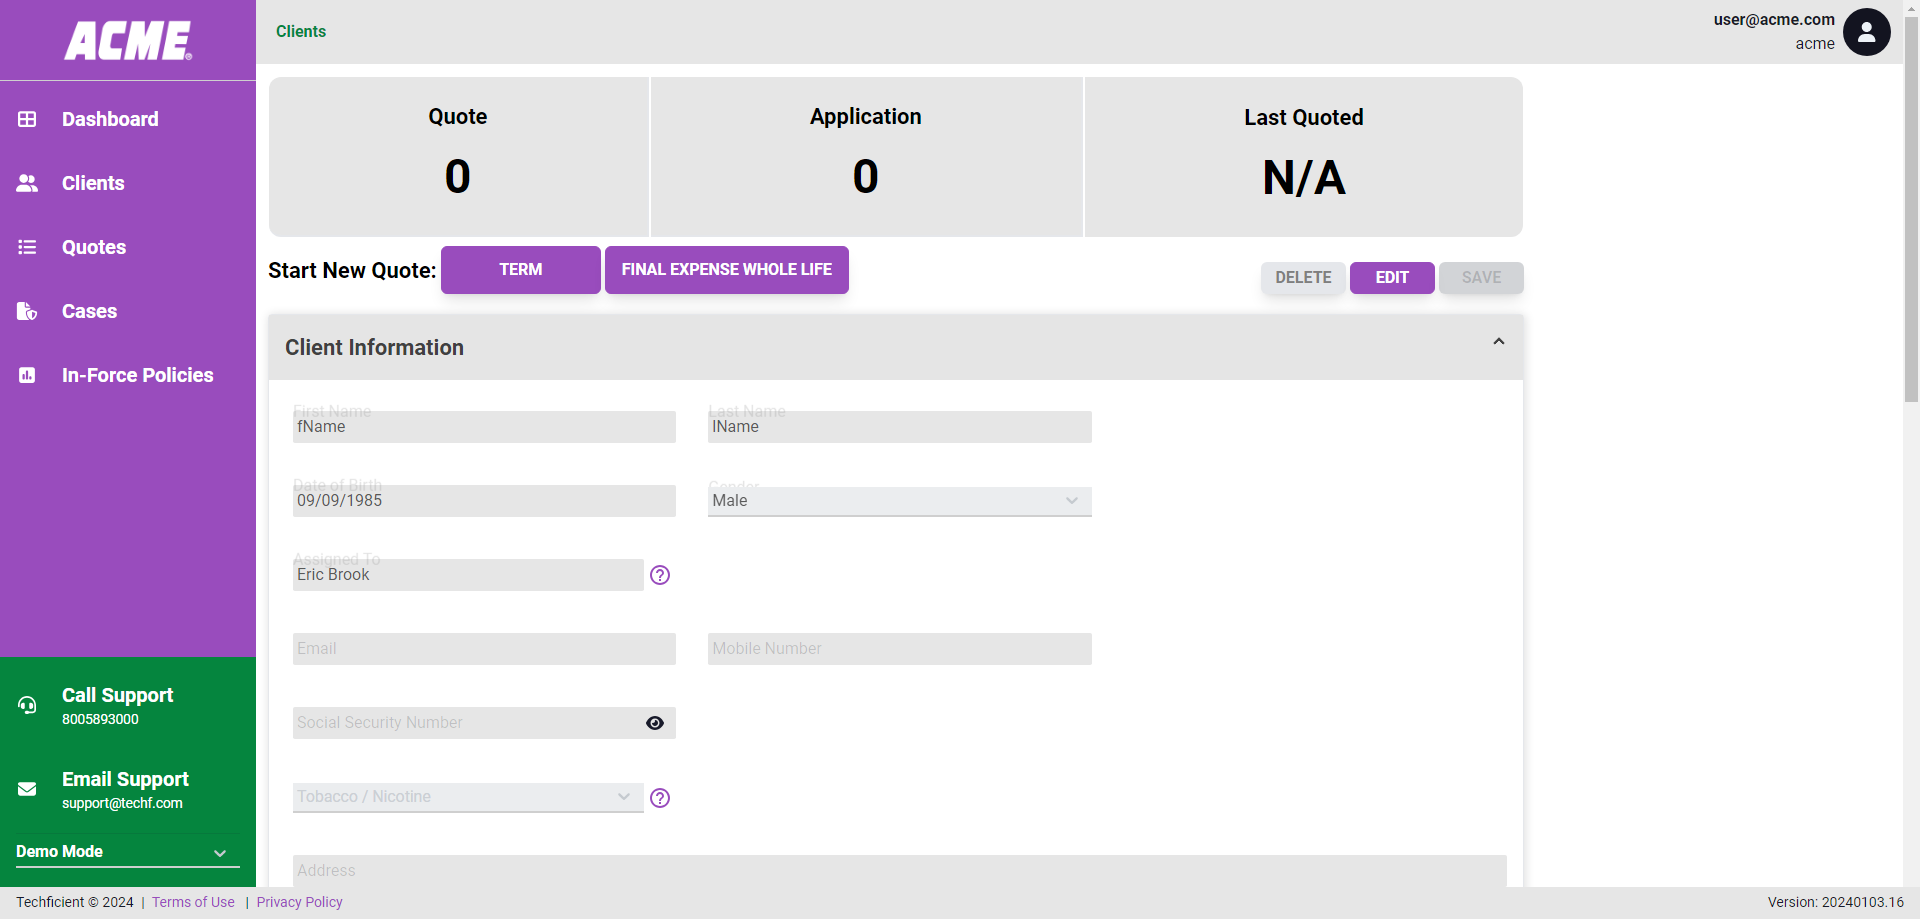 ACME®
Clients
user@acme.com
acme
Dashboard
Clients
Quotes
Cases
In-Force Policies
Quote
0
Application
0
Last Quoted
N/A
Start New Quote:
TERM
FINAL EXPENSE WHOLE LIFE
DELETE
EDIT
SAVE
Client Information
First Name
fName
Last Name
lName
Date of Birth
09/09/1985
Gender
Male
Assigned To
Eric Brook
Email
Mobile Number
Social Security Number
Tobacco / Nicotine
Address
Call Support
8005893000
Email Support
support@techf.com
Demo Mode
Techficient © 2024 | Terms of Use | Privacy Policy
Version: 20240103.16